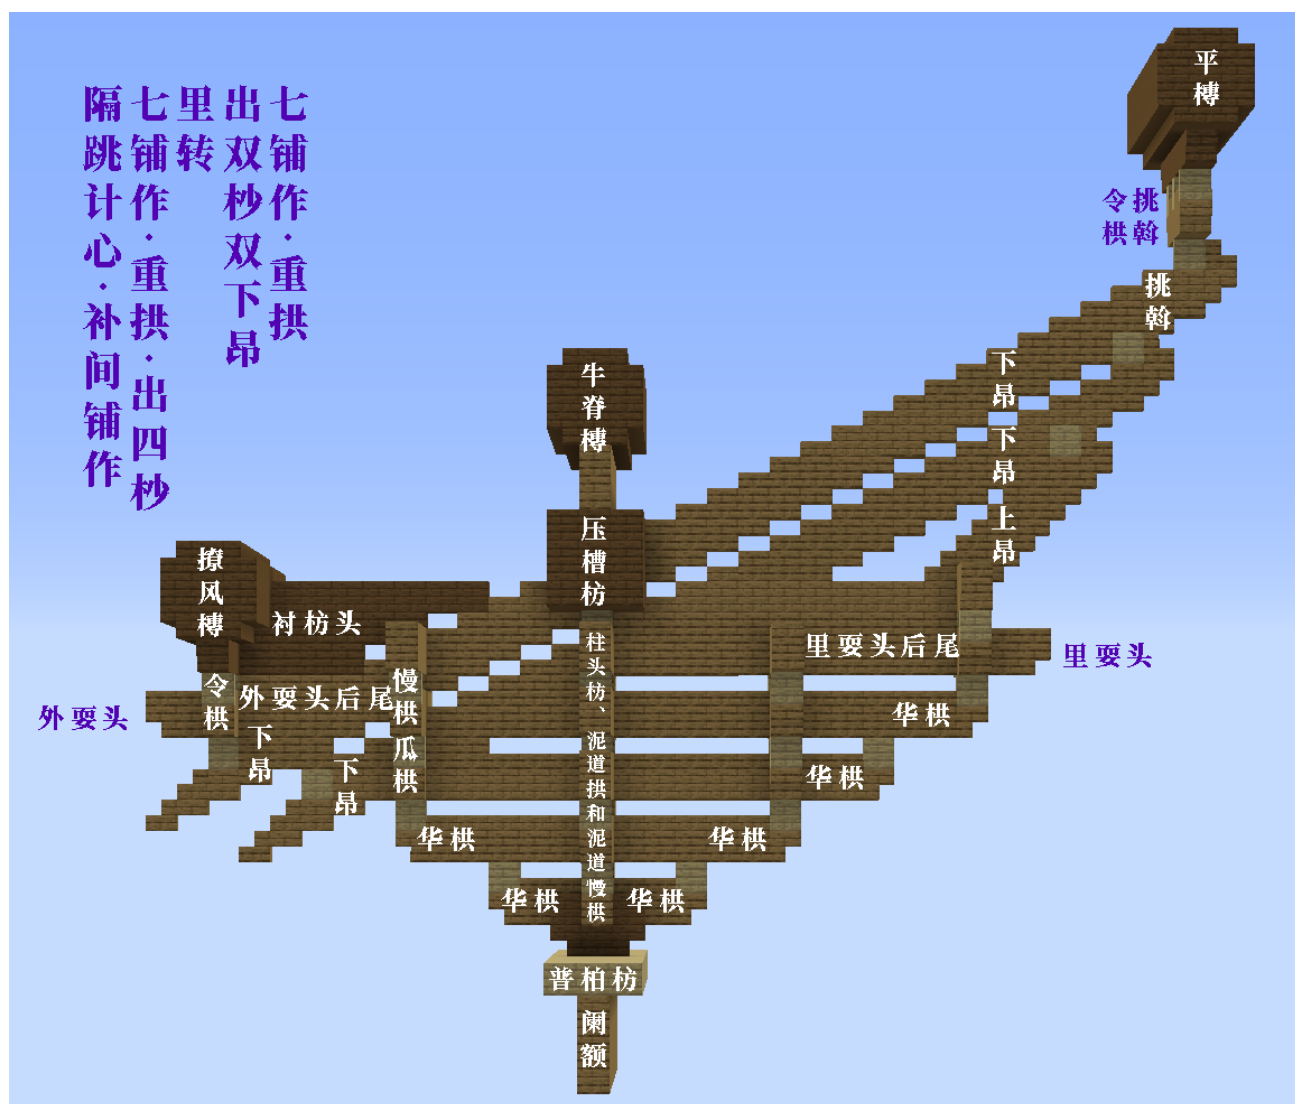 七铺作·重拱
出双杪双下昂
里转
七铺作·重拱·出四杪
隔跳计心·补间铺作
平槫
令栱
挑斡
挑斡
下昂
下昂
上昂
牛脊槫
压槽枋
撩风槫
衬枋头
柱头枋、泥道拱和泥道慢栱
里耍头后尾
里耍头
慢栱
令栱
外耍头后尾
外耍头
华栱
下昂
瓜栱
下昂
华栱
华栱
华栱
华栱
华栱
普柏枋
阑额